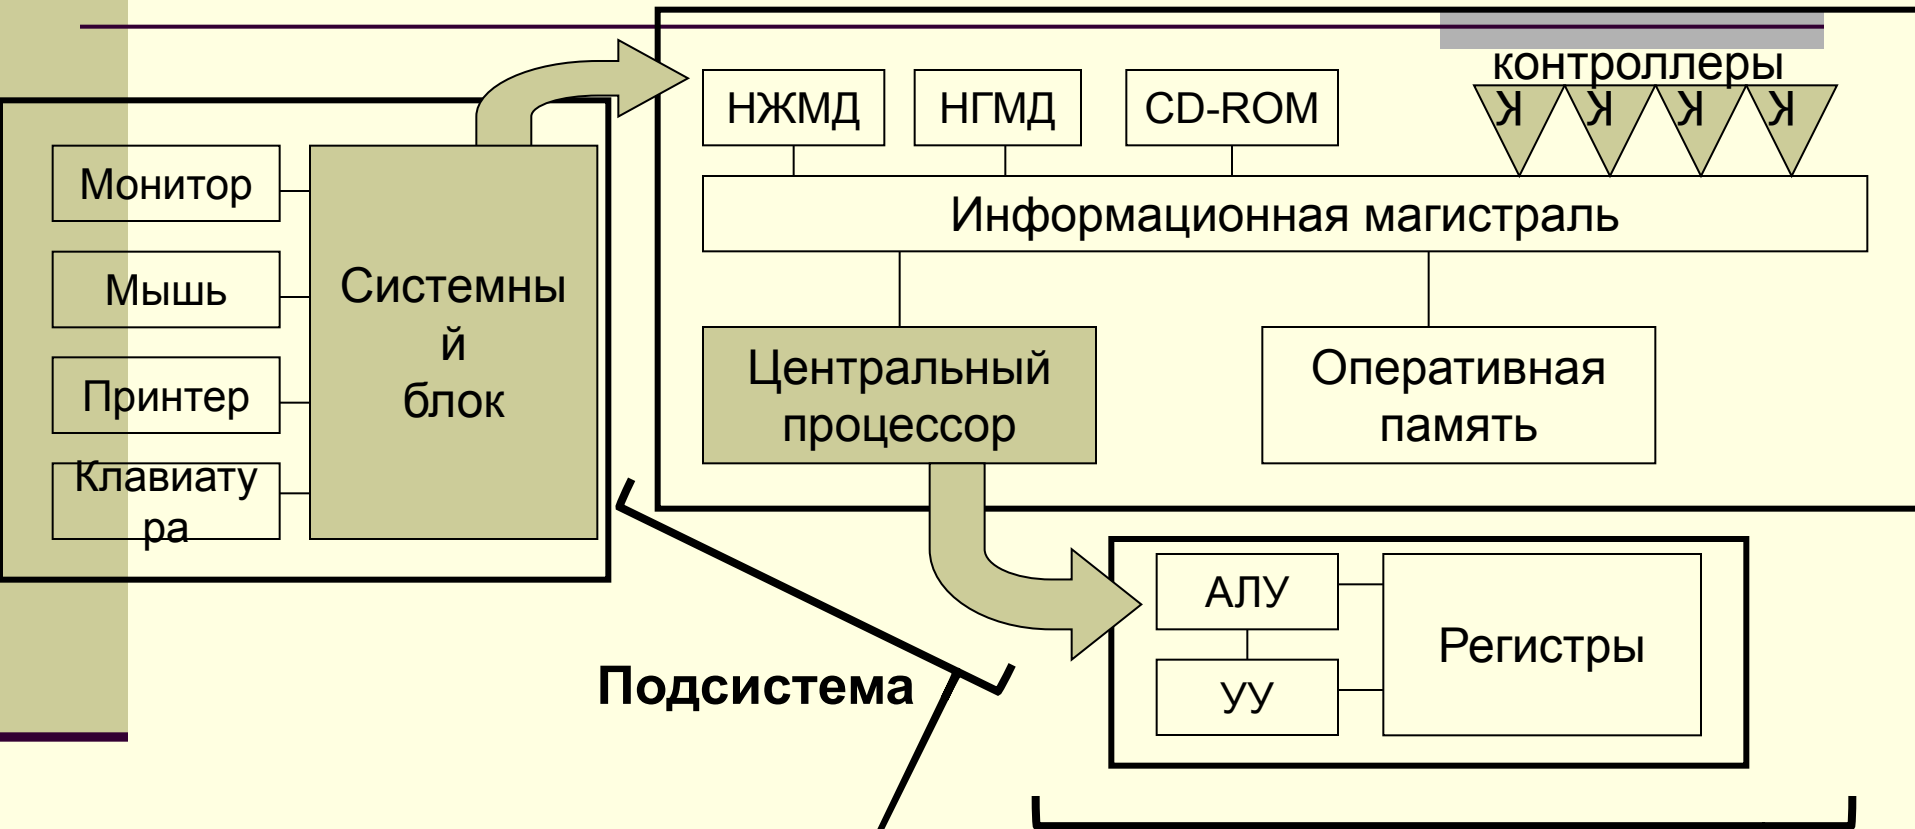 Монитор
Мышь
Принтер
Клавиату
ра
Системны
й
блок
НЖМД
НГМД
CD-ROM
контроллеры
К
К
К
К
Информационная магистраль
Центральный
процессор
Оперативная
память
АЛУ
УУ
Регистры
Подсистема